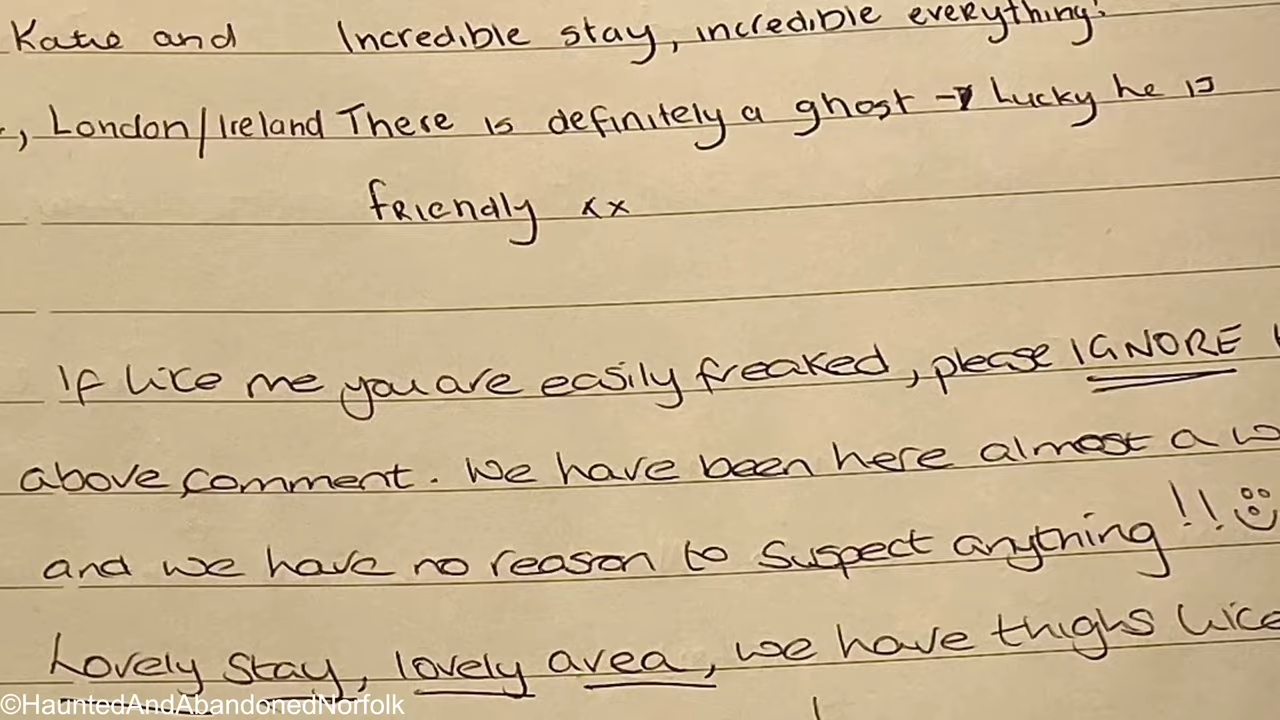 Katie and Incredible stay, incredible everything!
, London/Ireland There is definitely a ghost - Lucky he is
friendly xx
If like me you are easily freaked, please IGNORE
above comment. We have been here almost a
and we have no reason to suspect anything!! 
Lovely stay, lovely area, we have thighs like
©HauntedAndAbandonedNorfolk